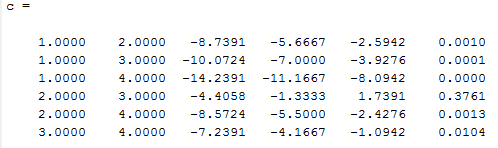 c =
1.0000 2.0000 -8.7391 -5.6667 -2.5942 0.0010
1.0000 3.0000 -10.0724 -7.0000 -3.9276 0.0001
1.0000 4.0000 -14.2391 -11.1667 -8.0942 0.0000
2.0000 3.0000 -4.4058 -1.3333 1.7391 0.3761
2.0000 4.0000 -8.5724 -5.5000 -2.4276 0.0013
3.0000 4.0000 -7.2391 -4.1667 -1.0942 0.0104